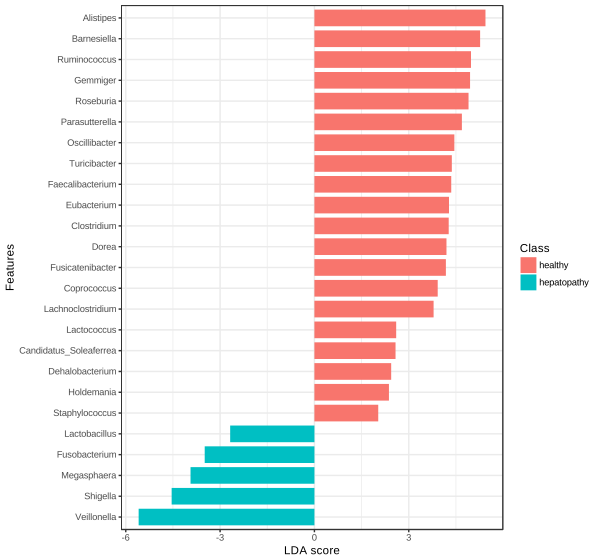 Alistipes
Barnesiella
Ruminococcus
Gemmiger
Roseburia
Parasutterella
Oscillibacter
Turicibacter
Faecalibacterium
Eubacterium
Clostridium
Dorea
Fusicatenibacter
Coprococcus
Lachnoclostridium
Lactococcus
Candidatus_Soleaferrea
Dehalobacterium
Holdemania
Staphylococcus
Lactobacillus
Fusobacterium
Megasphaera
Shigella
Veillonella
Features
-6 -3 0 3
LDA score
Class
healthy
hepatopathy